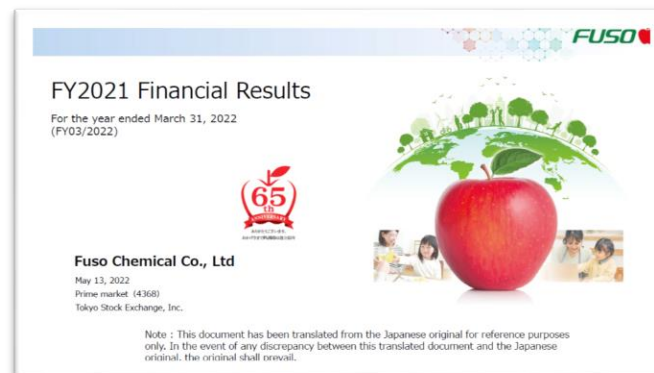 FUSO
FY2021 Financial Results
For the year ended March 31, 2022
(FY03/2022)
65
th
ANNIVERSARY
Fuso Chemical Co., Ltd
May 13, 2022
Prime market (4368)
Tokyo Stock Exchange, Inc.
Note : This document has been translated from the Japanese original for reference purposes
only. In the event of any discrepancy between this translated document and the Japanese
original, the original shall prevail.